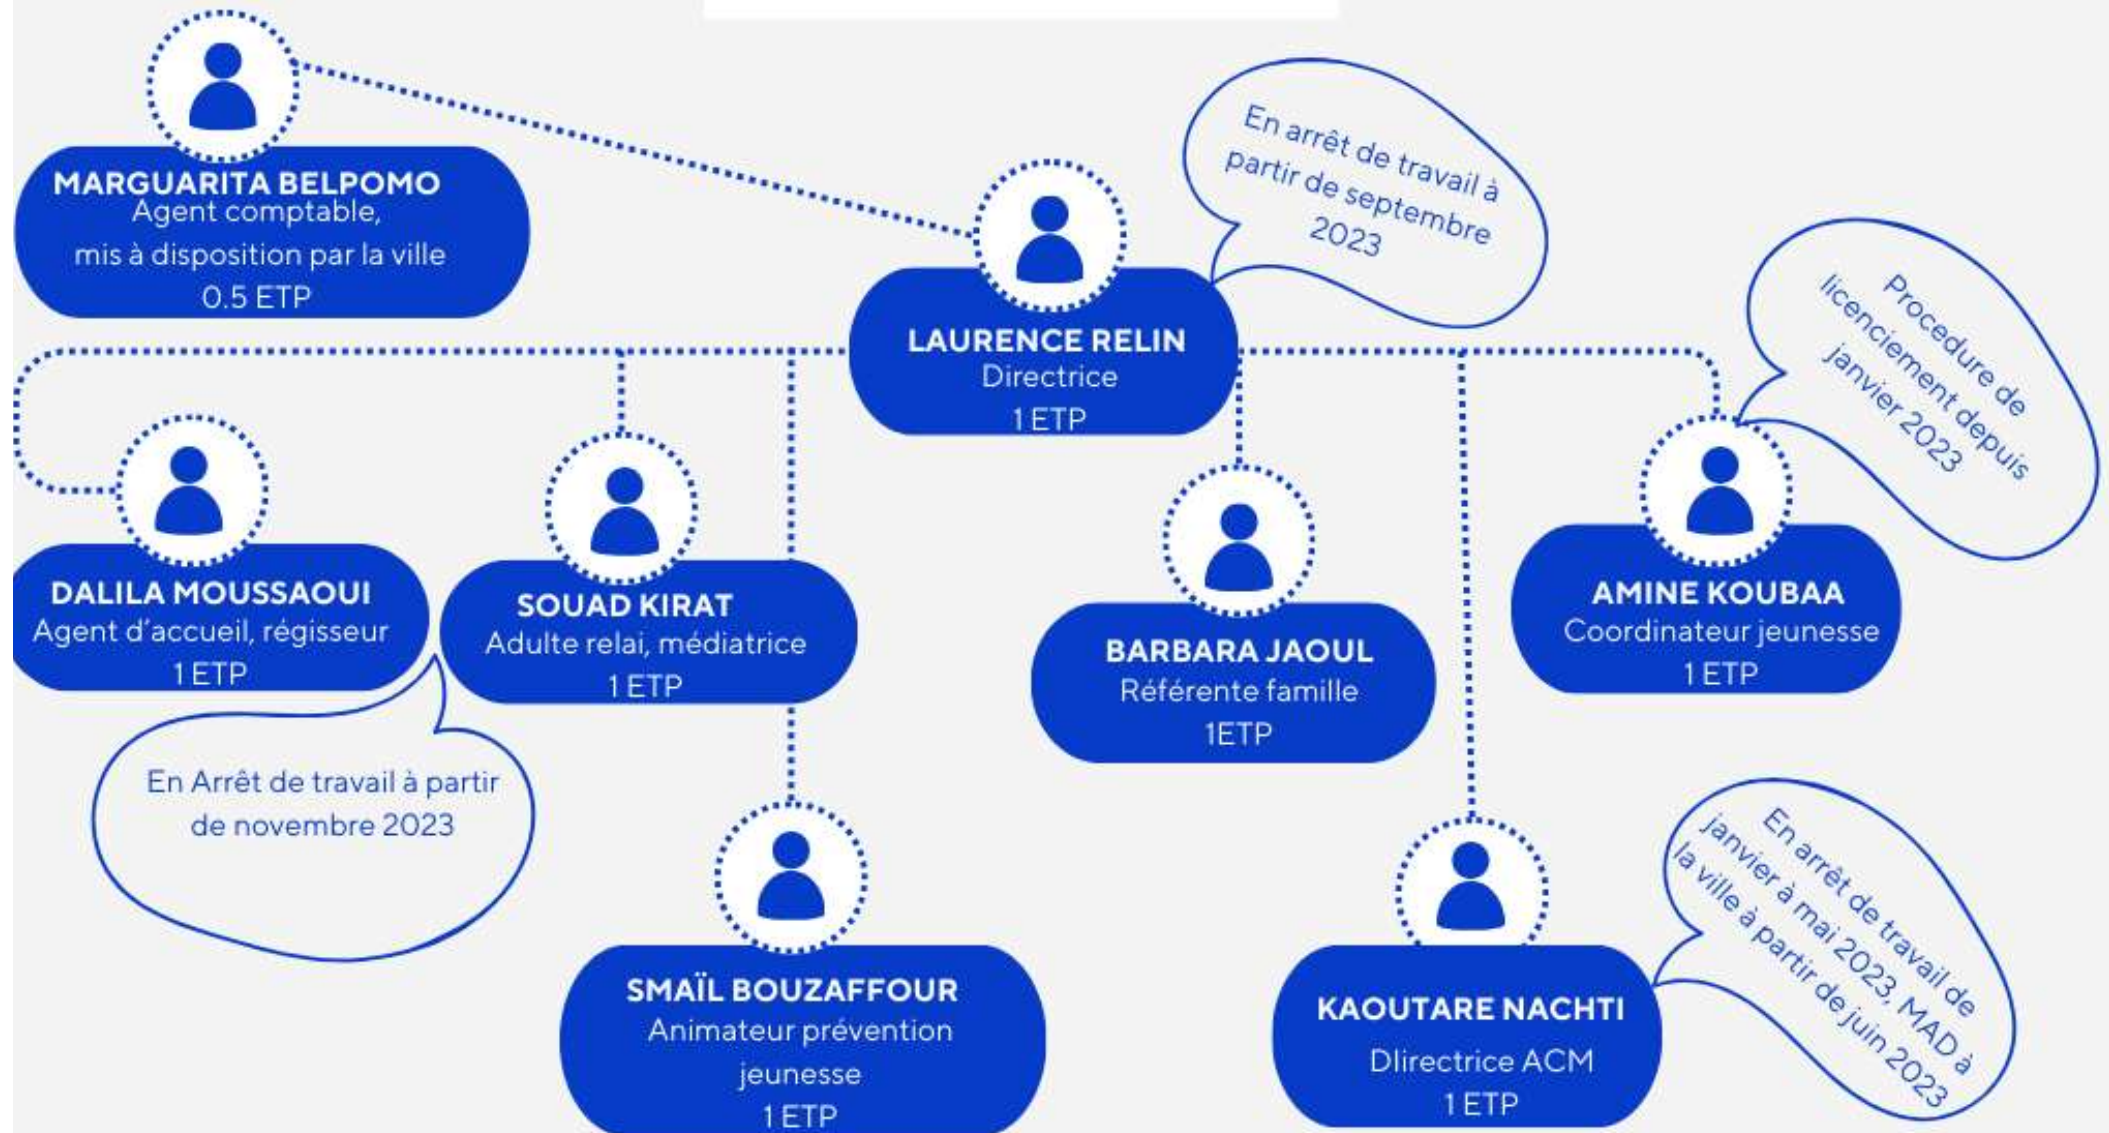 MARGUARITA BELPOMO
Agent comptable,
mis à disposition par la ville
0.5 ETP
En arrêt de travail à
partir de septembre
2023
LAURENCE RELIN
Directrice
1 ETP
Procedure de
licenciement depuis
janvier 2023
DALILA MOUSSAOUI
Agent d'accueil, régisseur
1 ETP
SOUAD KIRAT
Adulte relai, médiatrice
1 ETP
BARBARA JAOUL
Référente famille
1ETP
AMINE KOUBAA
Coordinateur jeunesse
1 ETP
En Arrêt de travail à partir
de novembre 2023
SMAÏL BOUZAFFOUR
Animateur prévention
jeunesse
1 ETP
KAOUTARE NACHTI
DIirectrice ACM
1 ETP
En arrêt de travail de
janvier à mai 2023, MAD à
la ville à partir de juin 2023